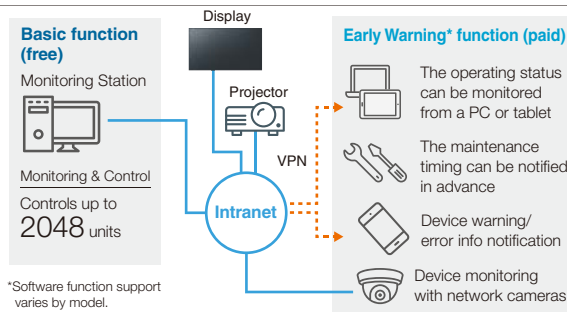 Basic function
(free)
Monitoring Station
Monitoring & Control
Controls up to
2048 units
*Software function support
varies by model.
Display
Projector
VPN
Intranet
Early Warning* function (paid)
The operating status
can be monitored
from a PC or tablet
The maintenance
timing can be notified
in advance
Device warning/
error info notification
Device monitoring
with network cameras